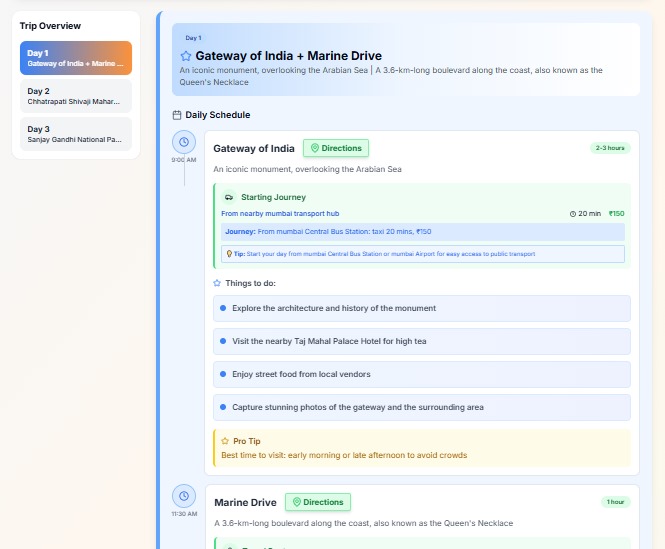 Trip Overview
Day 1
Gateway of India + Marine ...
Day 2
Chhatrapati Shivaji Mahar...
Day 3
Sanjay Gandhi National Pa...
Day 1
Gateway of India + Marine Drive
An iconic monument, overlooking the Arabian Sea | A 3.6-km-long boulevard along the coast, also known as the
Queen's Necklace
Daily Schedule
9:00 AM
Gateway of India
Directions
2-3 hours
An iconic monument, overlooking the Arabian Sea
Starting Journey
From nearby mumbai transport hub
20 min
₹150
Journey: From mumbai Central Bus Station: taxi 20 mins, ₹150
Tip: Start your day from mumbai Central Bus Station or mumbai Airport for easy access to public transport
Things to do:
Explore the architecture and history of the monument
Visit the nearby Taj Mahal Palace Hotel for high tea
Enjoy street food from local vendors
Capture stunning photos of the gateway and the surrounding area
Pro Tip
Best time to visit: early morning or late afternoon to avoid crowds
11:30 AM
Marine Drive
Directions
1 hour
A 3.6-km-long boulevard along the coast, also known as the Queen's Necklace